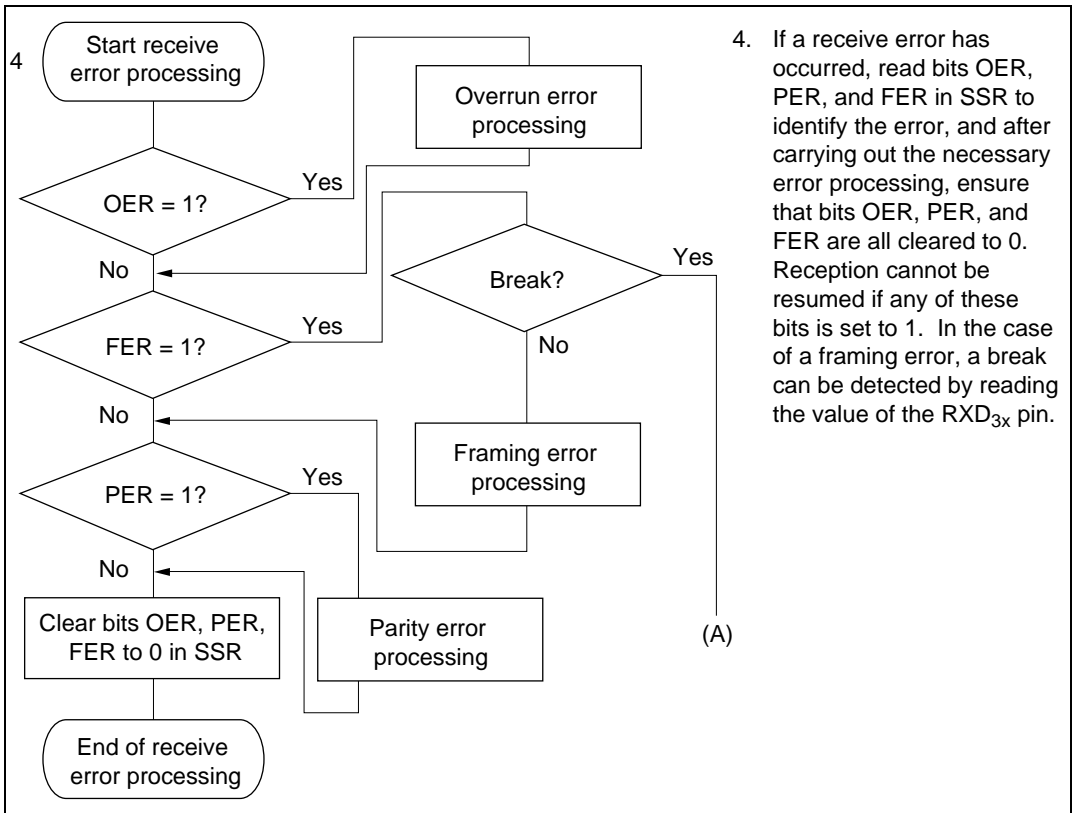 4
Start receive
error processing
OER = 1?
Yes
Overrun error
processing
No
FER = 1?
Yes
Break?
Yes
No
Framing error
processing
No
PER = 1?
Yes
No
Parity error
processing
Clear bits OER, PER,
FER to 0 in SSR
(A)
End of receive
error processing
4. If a receive error has
occurred, read bits OER,
PER, and FER in SSR to
identify the error, and after
carrying out the necessary
error processing, ensure
that bits OER, PER, and
FER are all cleared to 0.
Reception cannot be
resumed if any of these
bits is set to 1. In the case
of a framing error, a break
can be detected by reading
the value of the RXD3x pin.